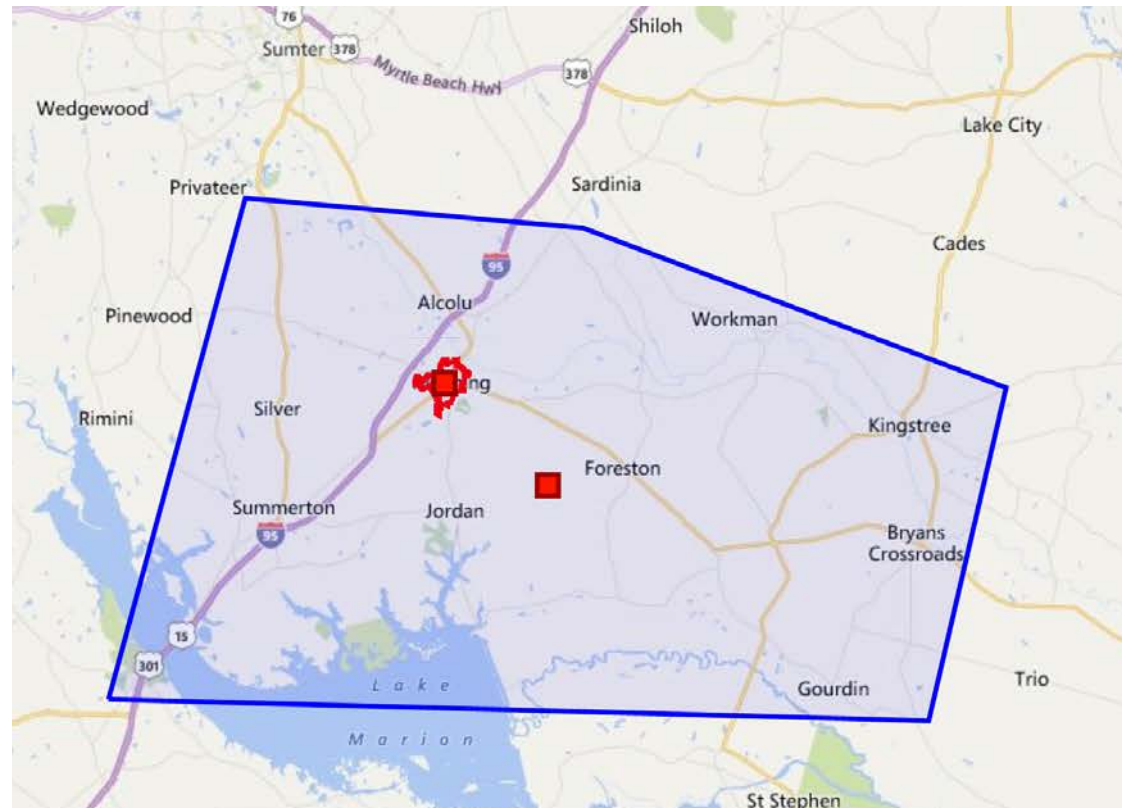 76
Shiloh
Sumter
378
Myrtle Beach Hwy
378
Wedgewood
Lake City
Privateer
Sardinia
Cades
95
Alcolu
Pinewood
Workman
ning
Silver
Rimini
Kingstree
Foreston
Summerton
Jordan
95
Bryans
Crossroads
15
301
Lake
Marion
Gourdin
Trio
St Stephen